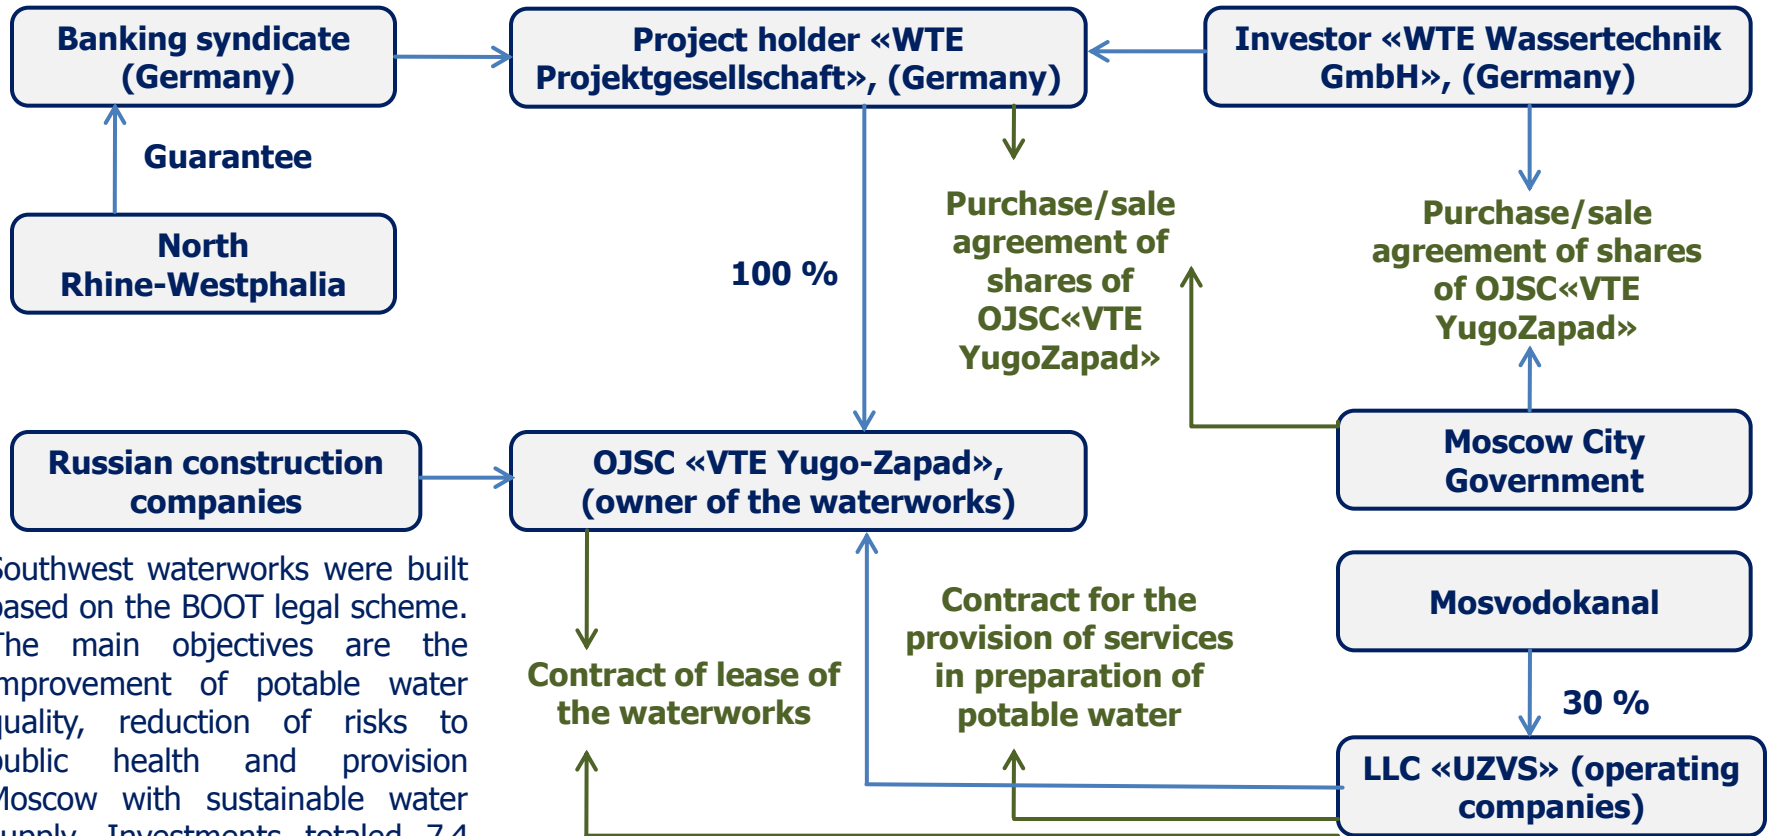 Banking syndicate
(Germany)
Project holder «WTE
Projektgesellschaft», (Germany)
Investor «WTE Wassertechnik
GmbH», (Germany)
Guarantee
North
Rhine-Westphalia
100 %
Purchase/sale
agreement of
shares of
OJSC«VTE
YugoZapad»
Purchase/sale
agreement of shares
of OJSC«VTE
YugoZapad»
Russian construction
companies
OJSC «VTE Yugo-Zapad»,
(owner of the waterworks)
Moscow City
Government
Southwest waterworks were built
based on the BOOT legal scheme.
The main objectives are the
improvement of potable water
quality, reduction of risks to
public health and provision
Moscow with sustainable water
supply. Investments totaled 7,4
Contract of lease of
the waterworks
Contract for the
provision of services
in preparation of
potable water
Mosvodokanal
30 %
LLC «UZVS» (operating
companies)